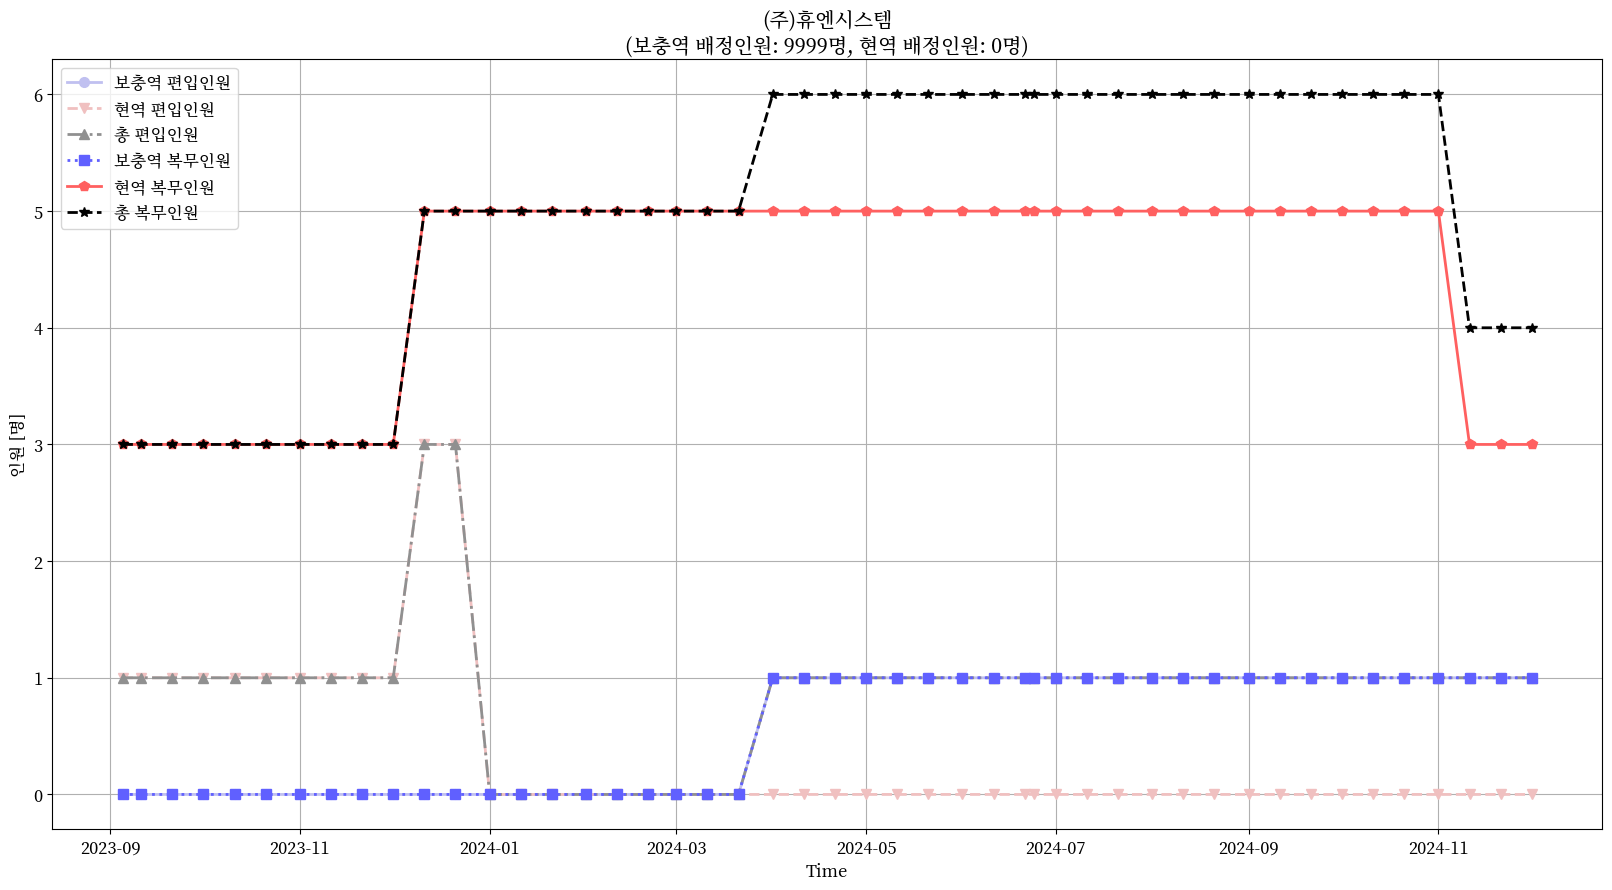 (주)휴엔시스템
(보충역 배정인원: 9999명, 현역 배정인원: 0명)
보충역 편입인원
현역 편입인원
총 편입인원
보충역 복무인원
현역 복무인원
총 복무인원
6
5
4
3
2
1
0
인원 [명]
2023-09
2023-11
2024-01
2024-03
2024-05
2024-07
2024-09
2024-11
Time